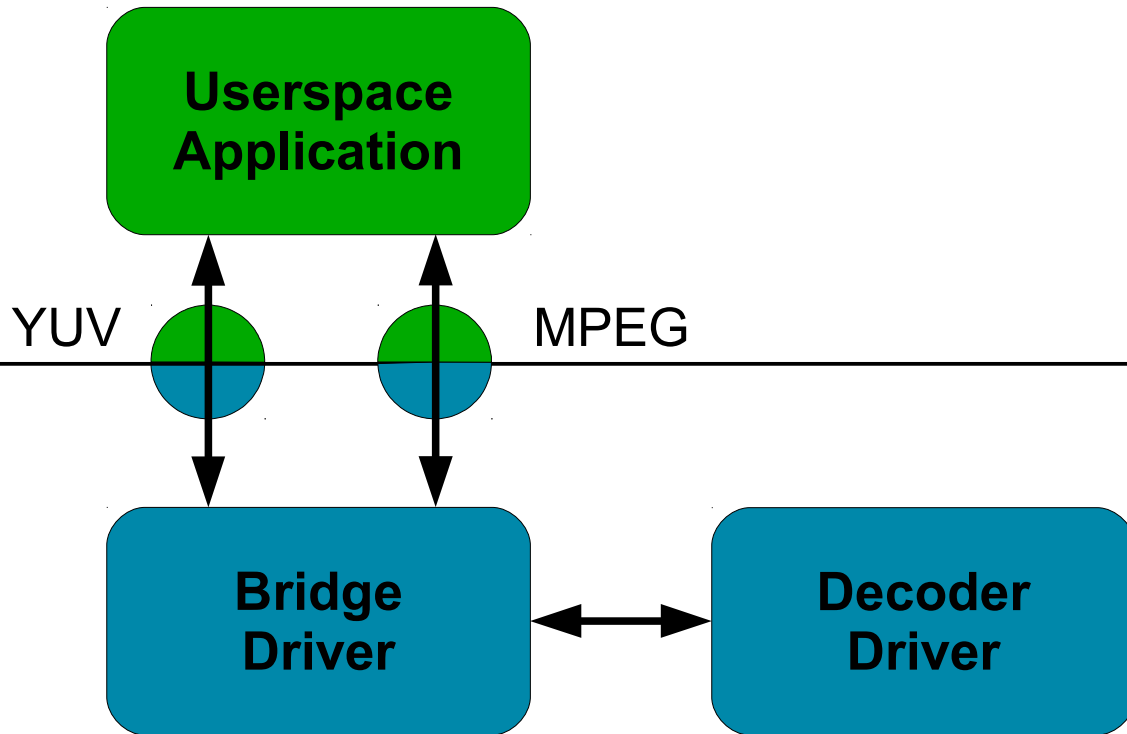 Userspace
Application
YUV
MPEG
Bridge
Driver
Decoder
Driver